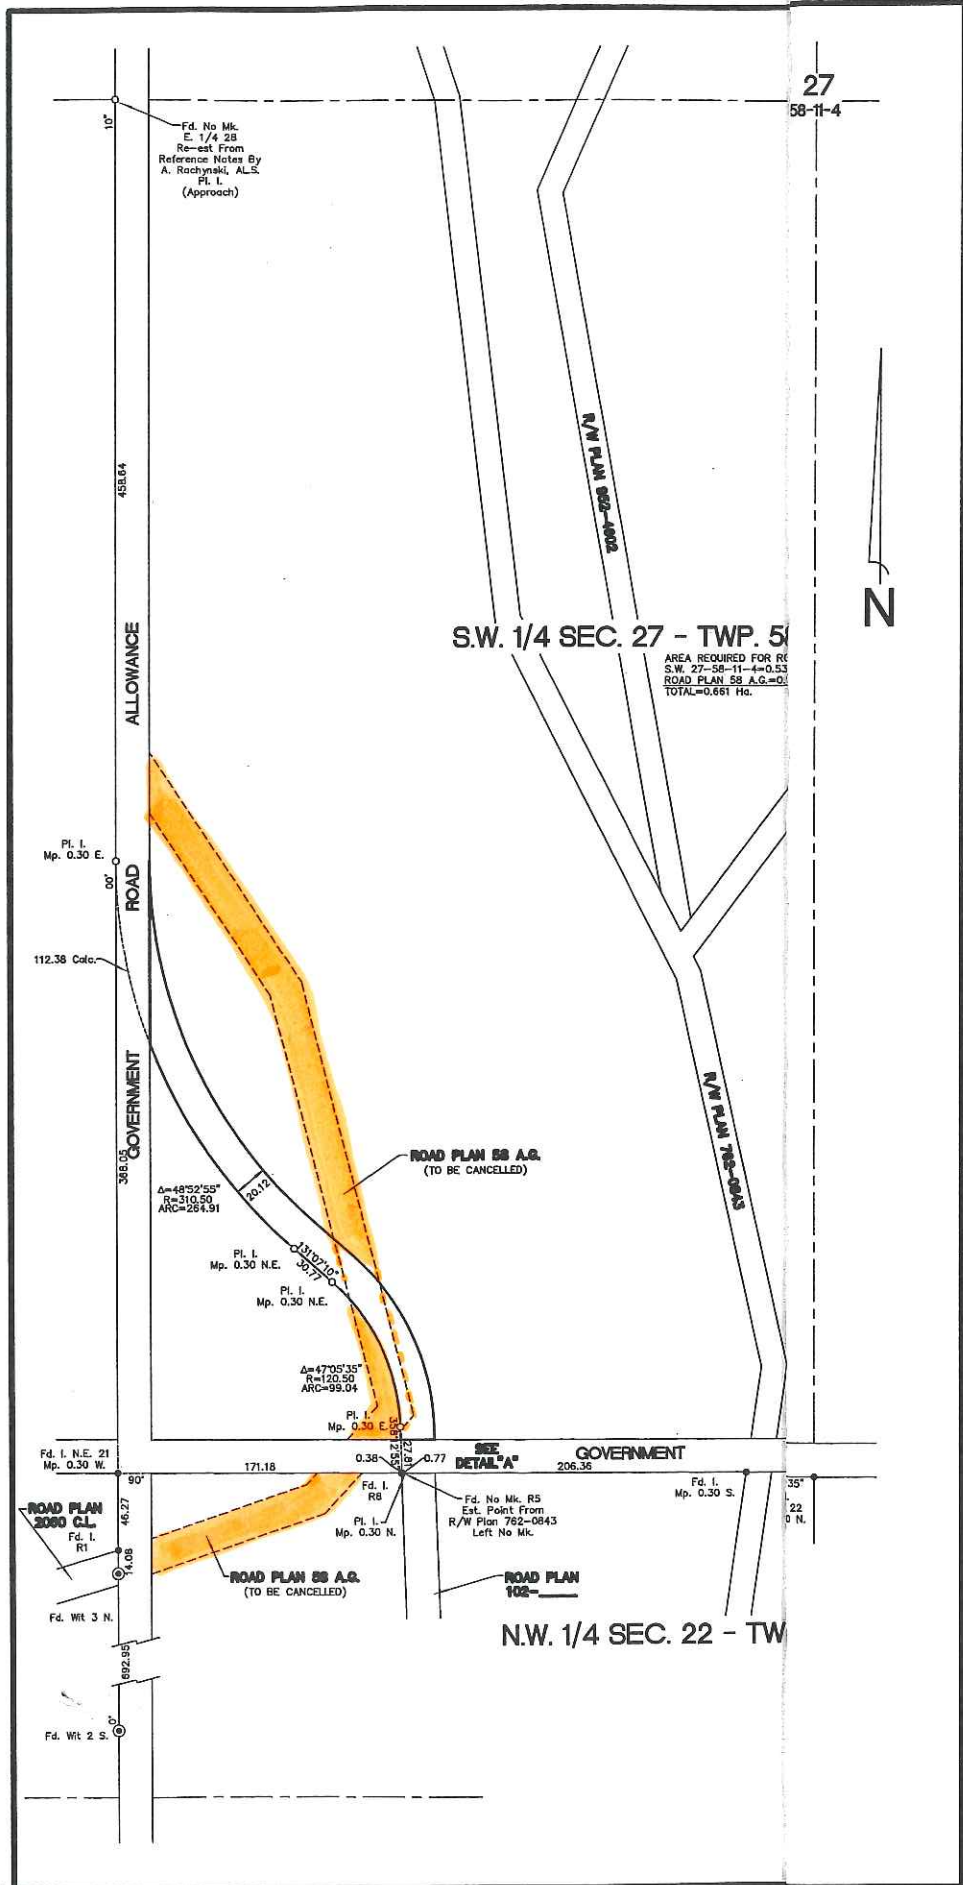 27
58-11-4
10"
Fd. No Mk.
E. 1/4 28
Re-est From
Reference Notes By
A. Rachynski, A.L.S.
Pl. I.
(Approach)
458.64
R/W PLAN 952-4602
N
S.W. 1/4 SEC. 27 - TWP. 5
AREA REQUIRED FOR
S.W. 27-58-11-4=0.53
ROAD PLAN 58 A.G.=0.
TOTAL=0.661 Ha.
GOVERNMENT ROAD ALLOWANCE
Pl. I.
Mp. 0.30 E.
00'
112.38 Calc.
388.05
R/W PLAN 762-0843
ROAD PLAN 58 A.G.
(TO BE CANCELLED)
Δ=48°52'55"
R=310.50
ARC=264.91
20.12
Pl. I.
Mp. 0.30 N.E.
131°07'10"
30.77
Pl. I.
Mp. 0.30 N.E.
Δ=47°05'35"
R=120.50
ARC=99.04
Pl. I.
Mp. 0.30 E.
27.81
Fd. I. N.E. 21
Mp. 0.30 W.
90°
171.18
0.38
0.77
SEE
DETAIL "A"
GOVERNMENT
206.36
Fd. I.
R8
Pl. I.
Mp. 0.30 N.
Fd. No Mk. R5
Est. Point From
R/W Plan 762-0843
Left No Mk.
Fd. I.
Mp. 0.30 S.
35"
22
0 N.
ROAD PLAN
2080 C.L.
46.27
Fd. I.
R1
14.08
ROAD PLAN 58 A.G.
(TO BE CANCELLED)
ROAD PLAN
102-
Fd. Wit 3 N.
N.W. 1/4 SEC. 22 - TW
692.95
0"
Fd. Wit 2 S.